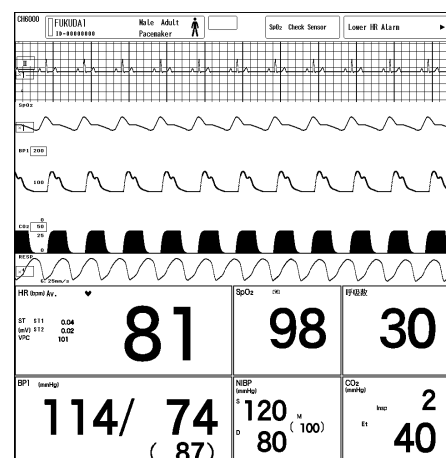 CH6000
FUKUDA1
ID-00000000
Male Adult
Pacemaker
SpO2 Check Sensor
Lower HR Alarm
II
SpO2
BP1 200
100
0
CO2 50
25
0
RESP
6.25mm/s
HR (bpm) Av.
ST ST1 0.04
(mV) ST2 0.02
VPC 101
81
SpO2
98
呼吸数
30
BP1 (mmHg)
114/ 74
( 87)
NIBP
(mmHg)
S 120 M
( 100)
D 80
CO2
(mmHg)
Insp 2
Et 40